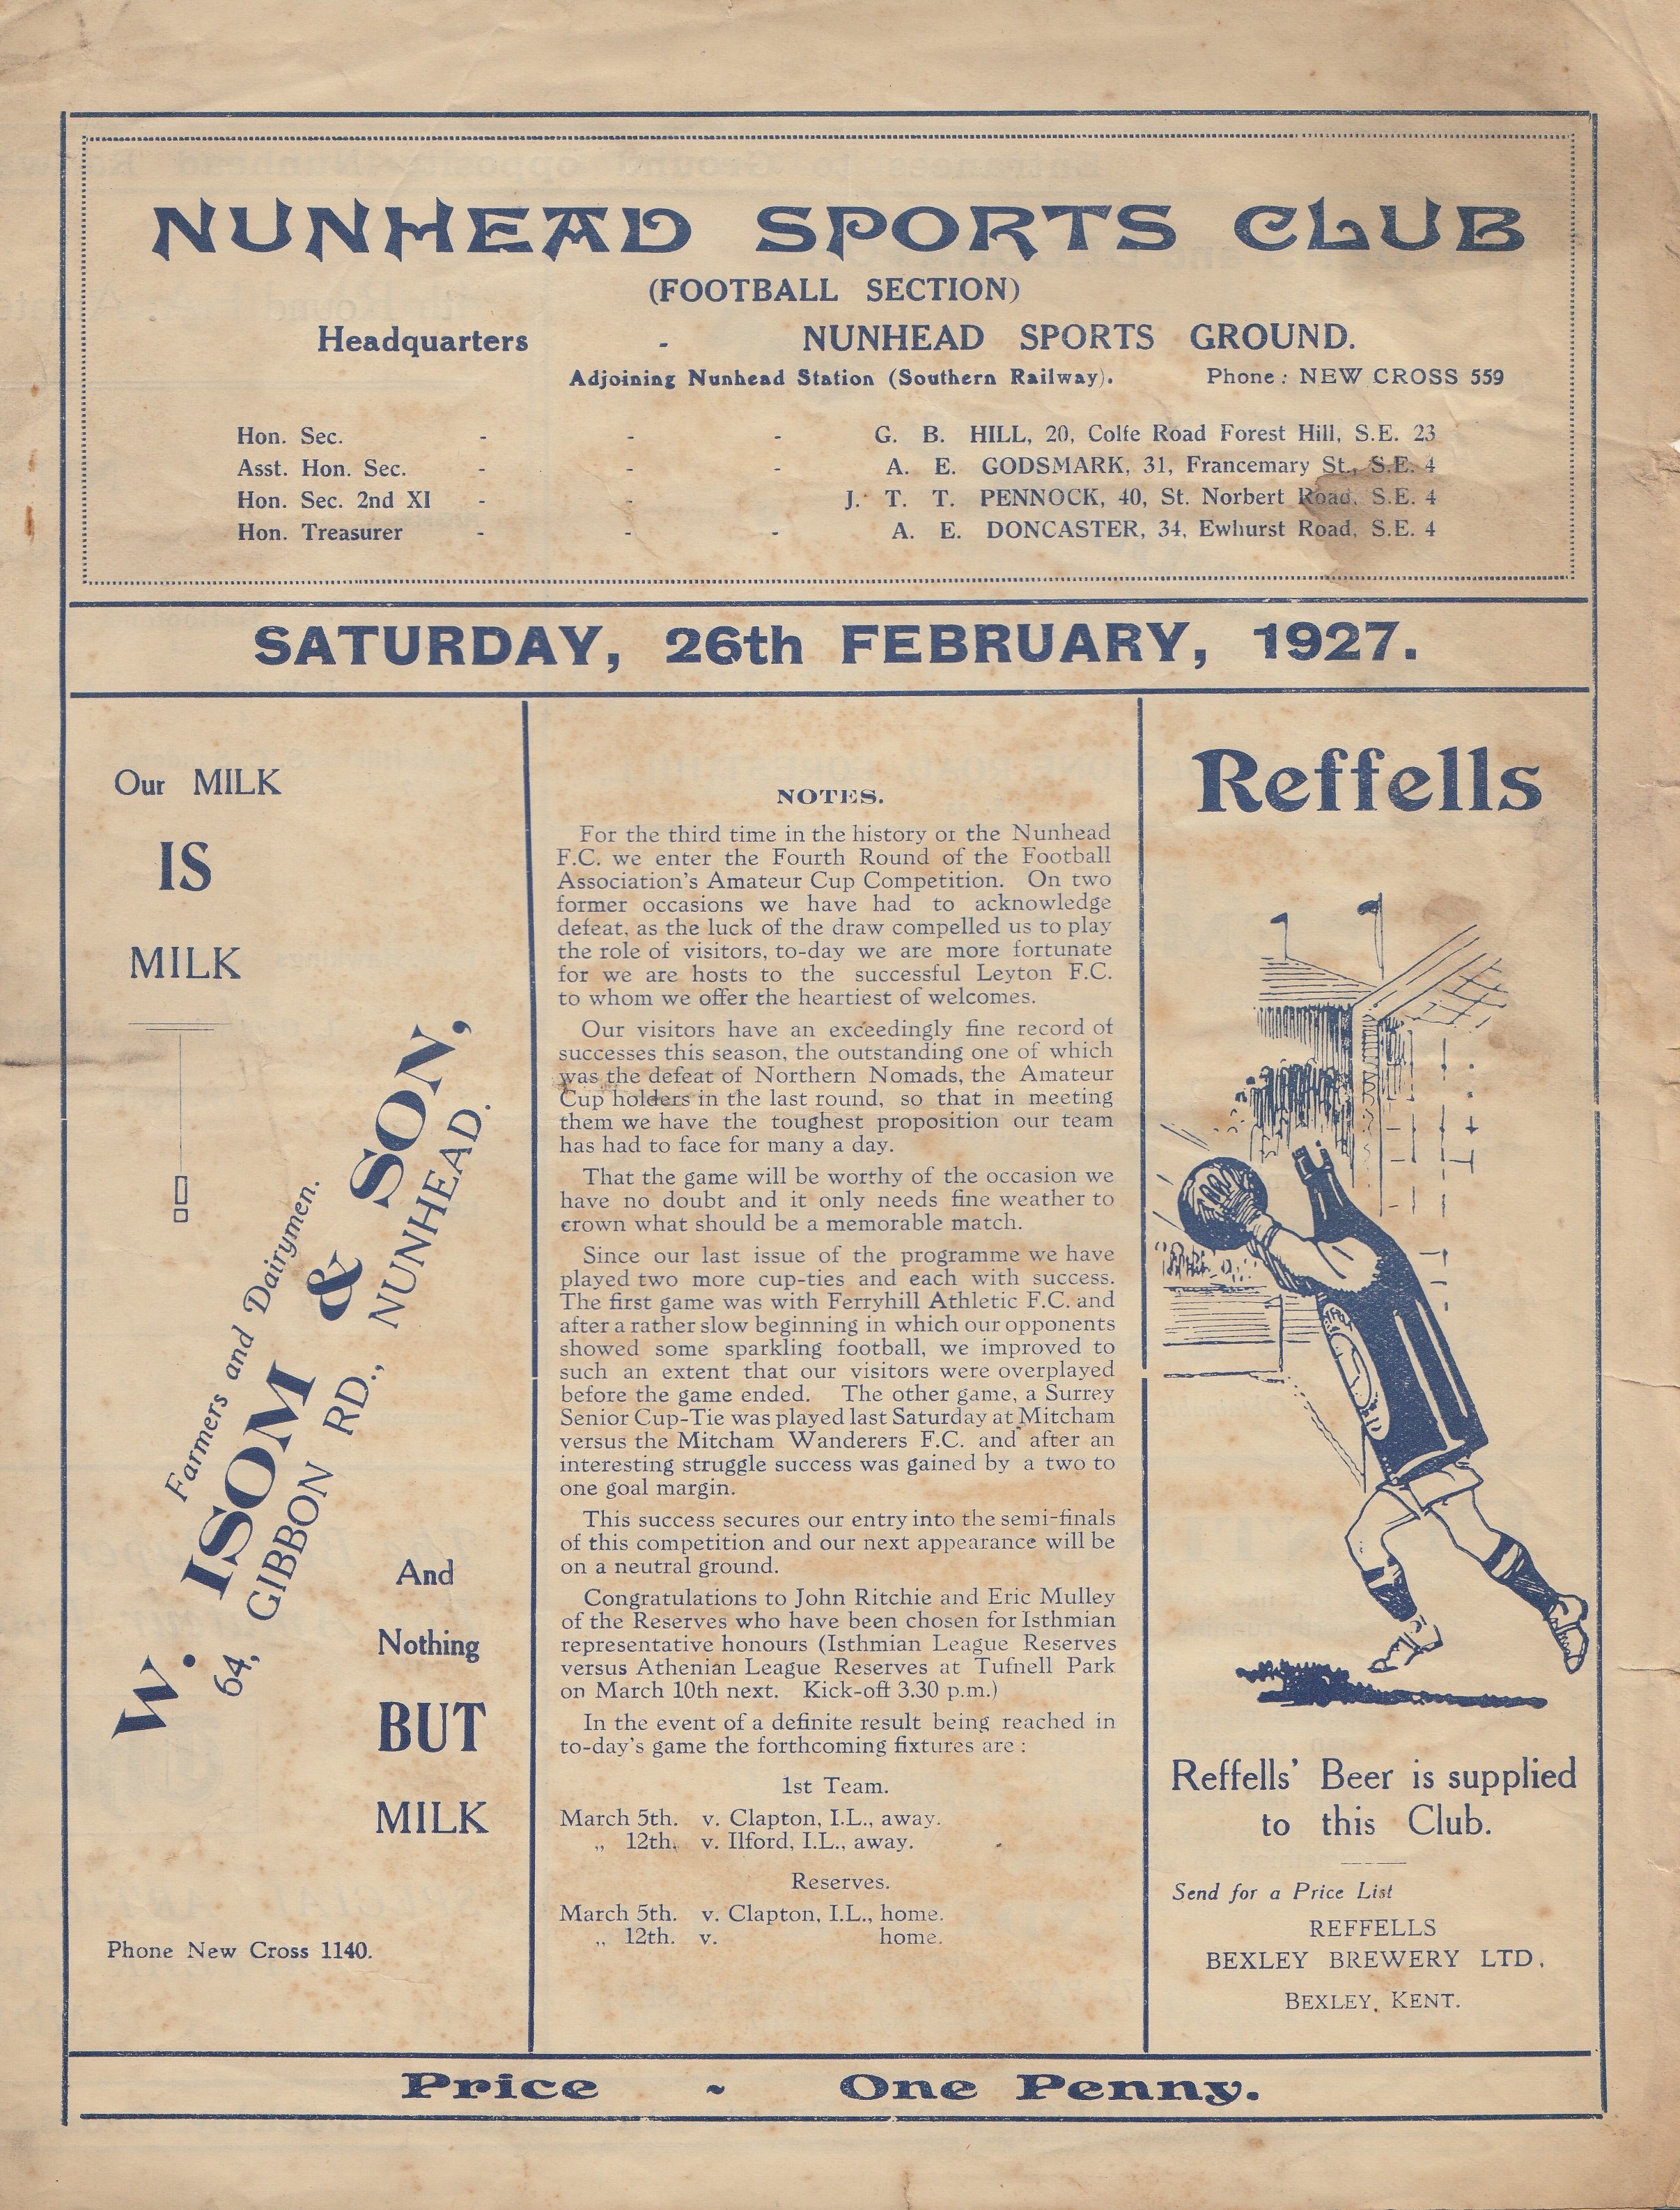 NUNHEAD SPORTS CLUB
(FOOTBALL SECTION)
Headquarters - NUNHEAD SPORTS GROUND.
Adjoining Nunhead Station (Southern Railway). Phone: NEW CROSS 559
Hon. Sec. - - - G. B. HILL, 20, Colfe Road Forest Hill, S.E. 23
Asst. Hon. Sec. - - - A. E. GODSMARK, 31, Francemary St., S.E. 4
Hon. Sec. 2nd XI - - J. T. T. PENNOCK, 40, St. Norbert Road, S.E. 4
Hon. Treasurer - - - A. E. DONCASTER, 34, Ewhurst Road, S.E. 4
SATURDAY, 26th FEBRUARY, 1927.
Our MILK
IS
MILK
Farmers and Dairymen.
W. ISOM & SON,
64, GIBBON RD., NUNHEAD.
And
Nothing
BUT
MILK
Phone New Cross 1140.
NOTES.
For the third time in the history of the Nunhead
F.C. we enter the Fourth Round of the Football
Association's Amateur Cup Competition. On two
former occasions we have had to acknowledge
defeat, as the luck of the draw compelled us to play
the role of visitors, to-day we are more fortunate
for we are hosts to the successful Leyton F.C.
to whom we offer the heartiest of welcomes.
Our visitors have an exceedingly fine record of
successes this season, the outstanding one of which
was the defeat of Northern Nomads, the Amateur
Cup holders in the last round, so that in meeting
them we have the toughest proposition our team
has had to face for many a day.
That the game will be worthy of the occasion we
have no doubt and it only needs fine weather to
crown what should be a memorable match.
Since our last issue of the programme we have
played two more cup-ties and each with success.
The first game was with Ferryhill Athletic F.C. and
after a rather slow beginning in which our opponents
showed some sparkling football, we improved to
such an extent that our visitors were overplayed
before the game ended. The other game, a Surrey
Senior Cup-Tie was played last Saturday at Mitcham
versus the Mitcham Wanderers F.C. and after an
interesting struggle success was gained by a two to
one goal margin.
This success secures our entry into the semi-finals
of this competition and our next appearance will be
on a neutral ground.
Congratulations to John Ritchie and Eric Mulley
of the Reserves who have been chosen for Isthmian
representative honours (Isthmian League Reserves
versus Athenian League Reserves at Tufnell Park
on March 10th next. Kick-off 3.30 p.m.)
In the event of a definite result being reached in
to-day's game the forthcoming fixtures are :
1st Team.
March 5th. v. Clapton, I.L., away.
,, 12th. v. Ilford, I.L., away.
Reserves.
March 5th. v. Clapton, I.L., home.
,, 12th. v. home.
Reffells
Reffells' Beer is supplied
to this Club.
Send for a Price List
REFFELLS
BEXLEY BREWERY LTD.
BEXLEY, KENT.
Price - One Penny.